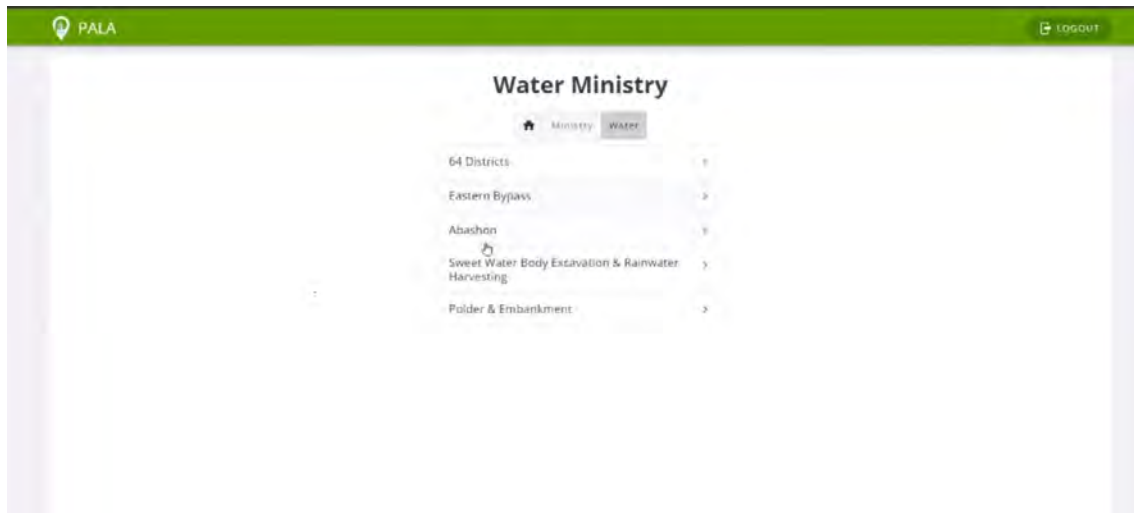 PALA
LOGOUT
Water Ministry
Ministry
Water
64 Districts
Eastern Bypass
Abashon
Sweet Water Body Excavation & Rainwater
Harvesting
Polder & Embankment